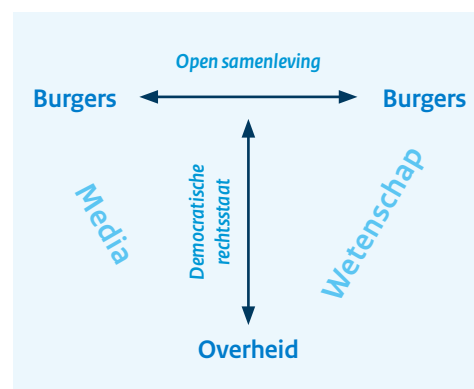 Open samenleving
Burgers
Burgers
Media
Democratische
rechtsstaat
Wetenschap
Overheid